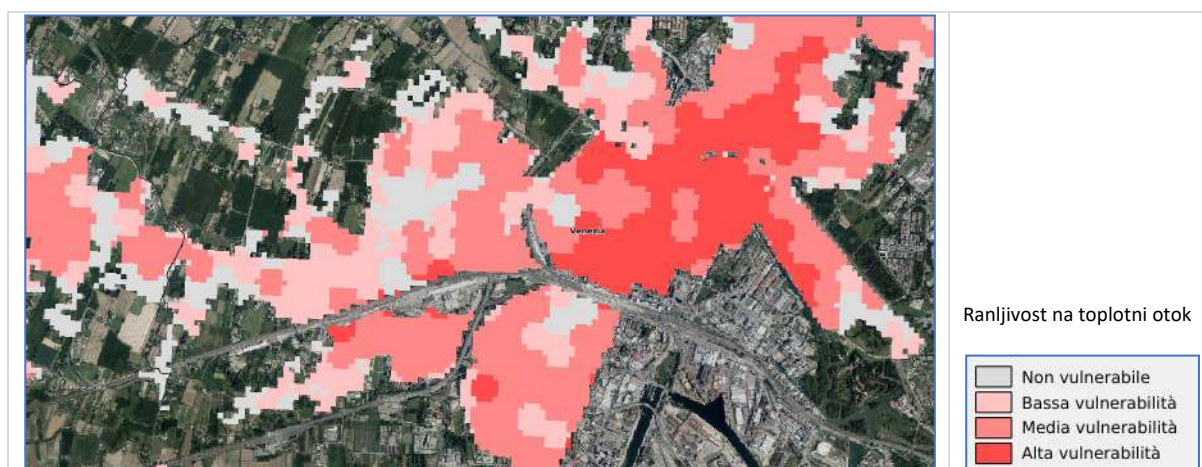 Venezia
Ranljivost na toplotni otok
Non vulnerabile
Bassa vulnerabilità
Media vulnerabilità
Alta vulnerabilità